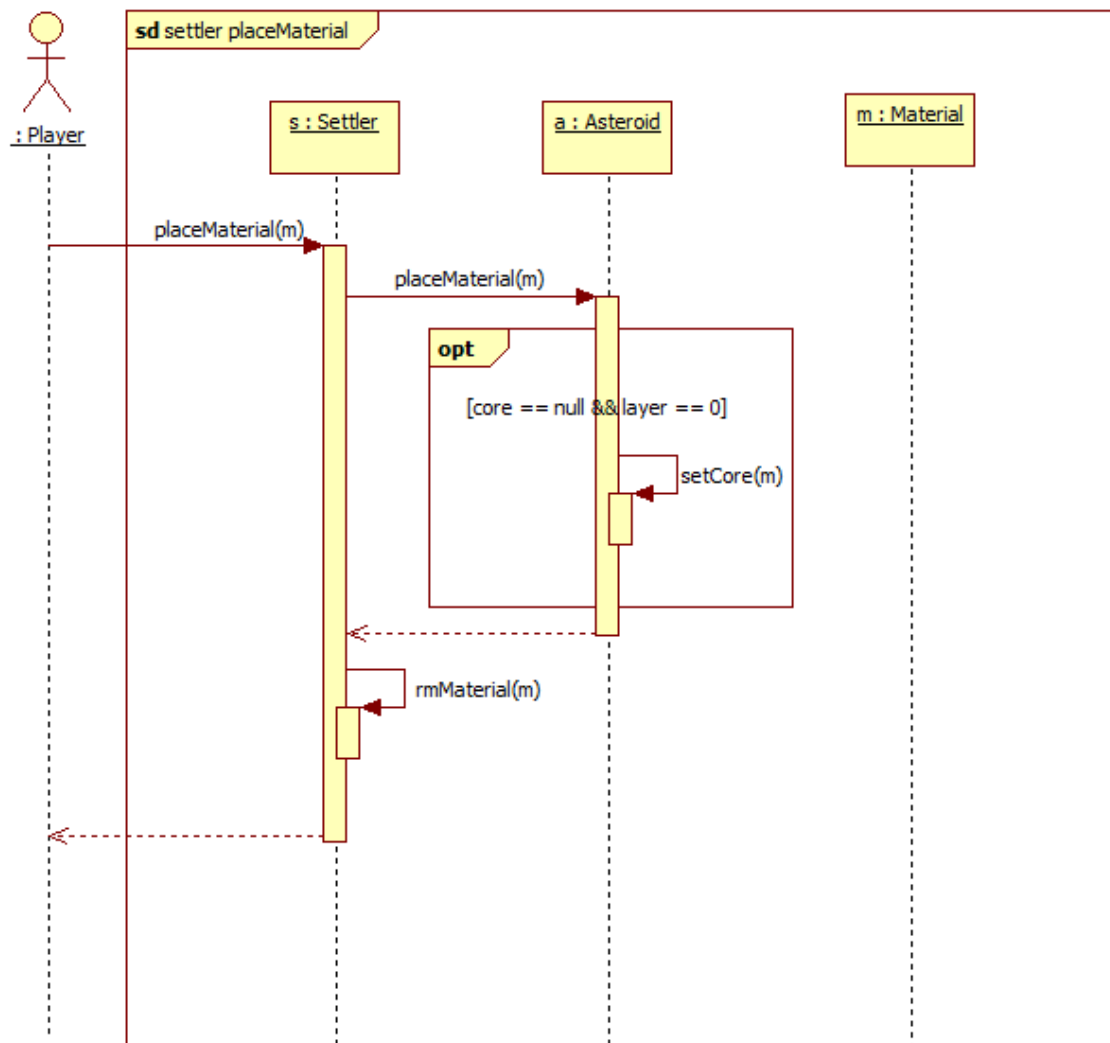 sd settler placeMaterial
: Player
s : Settler
a : Asteroid
m : Material
placeMaterial(m)
placeMaterial(m)
opt
[core == null && layer == 0]
setCore(m)
rmMaterial(m)